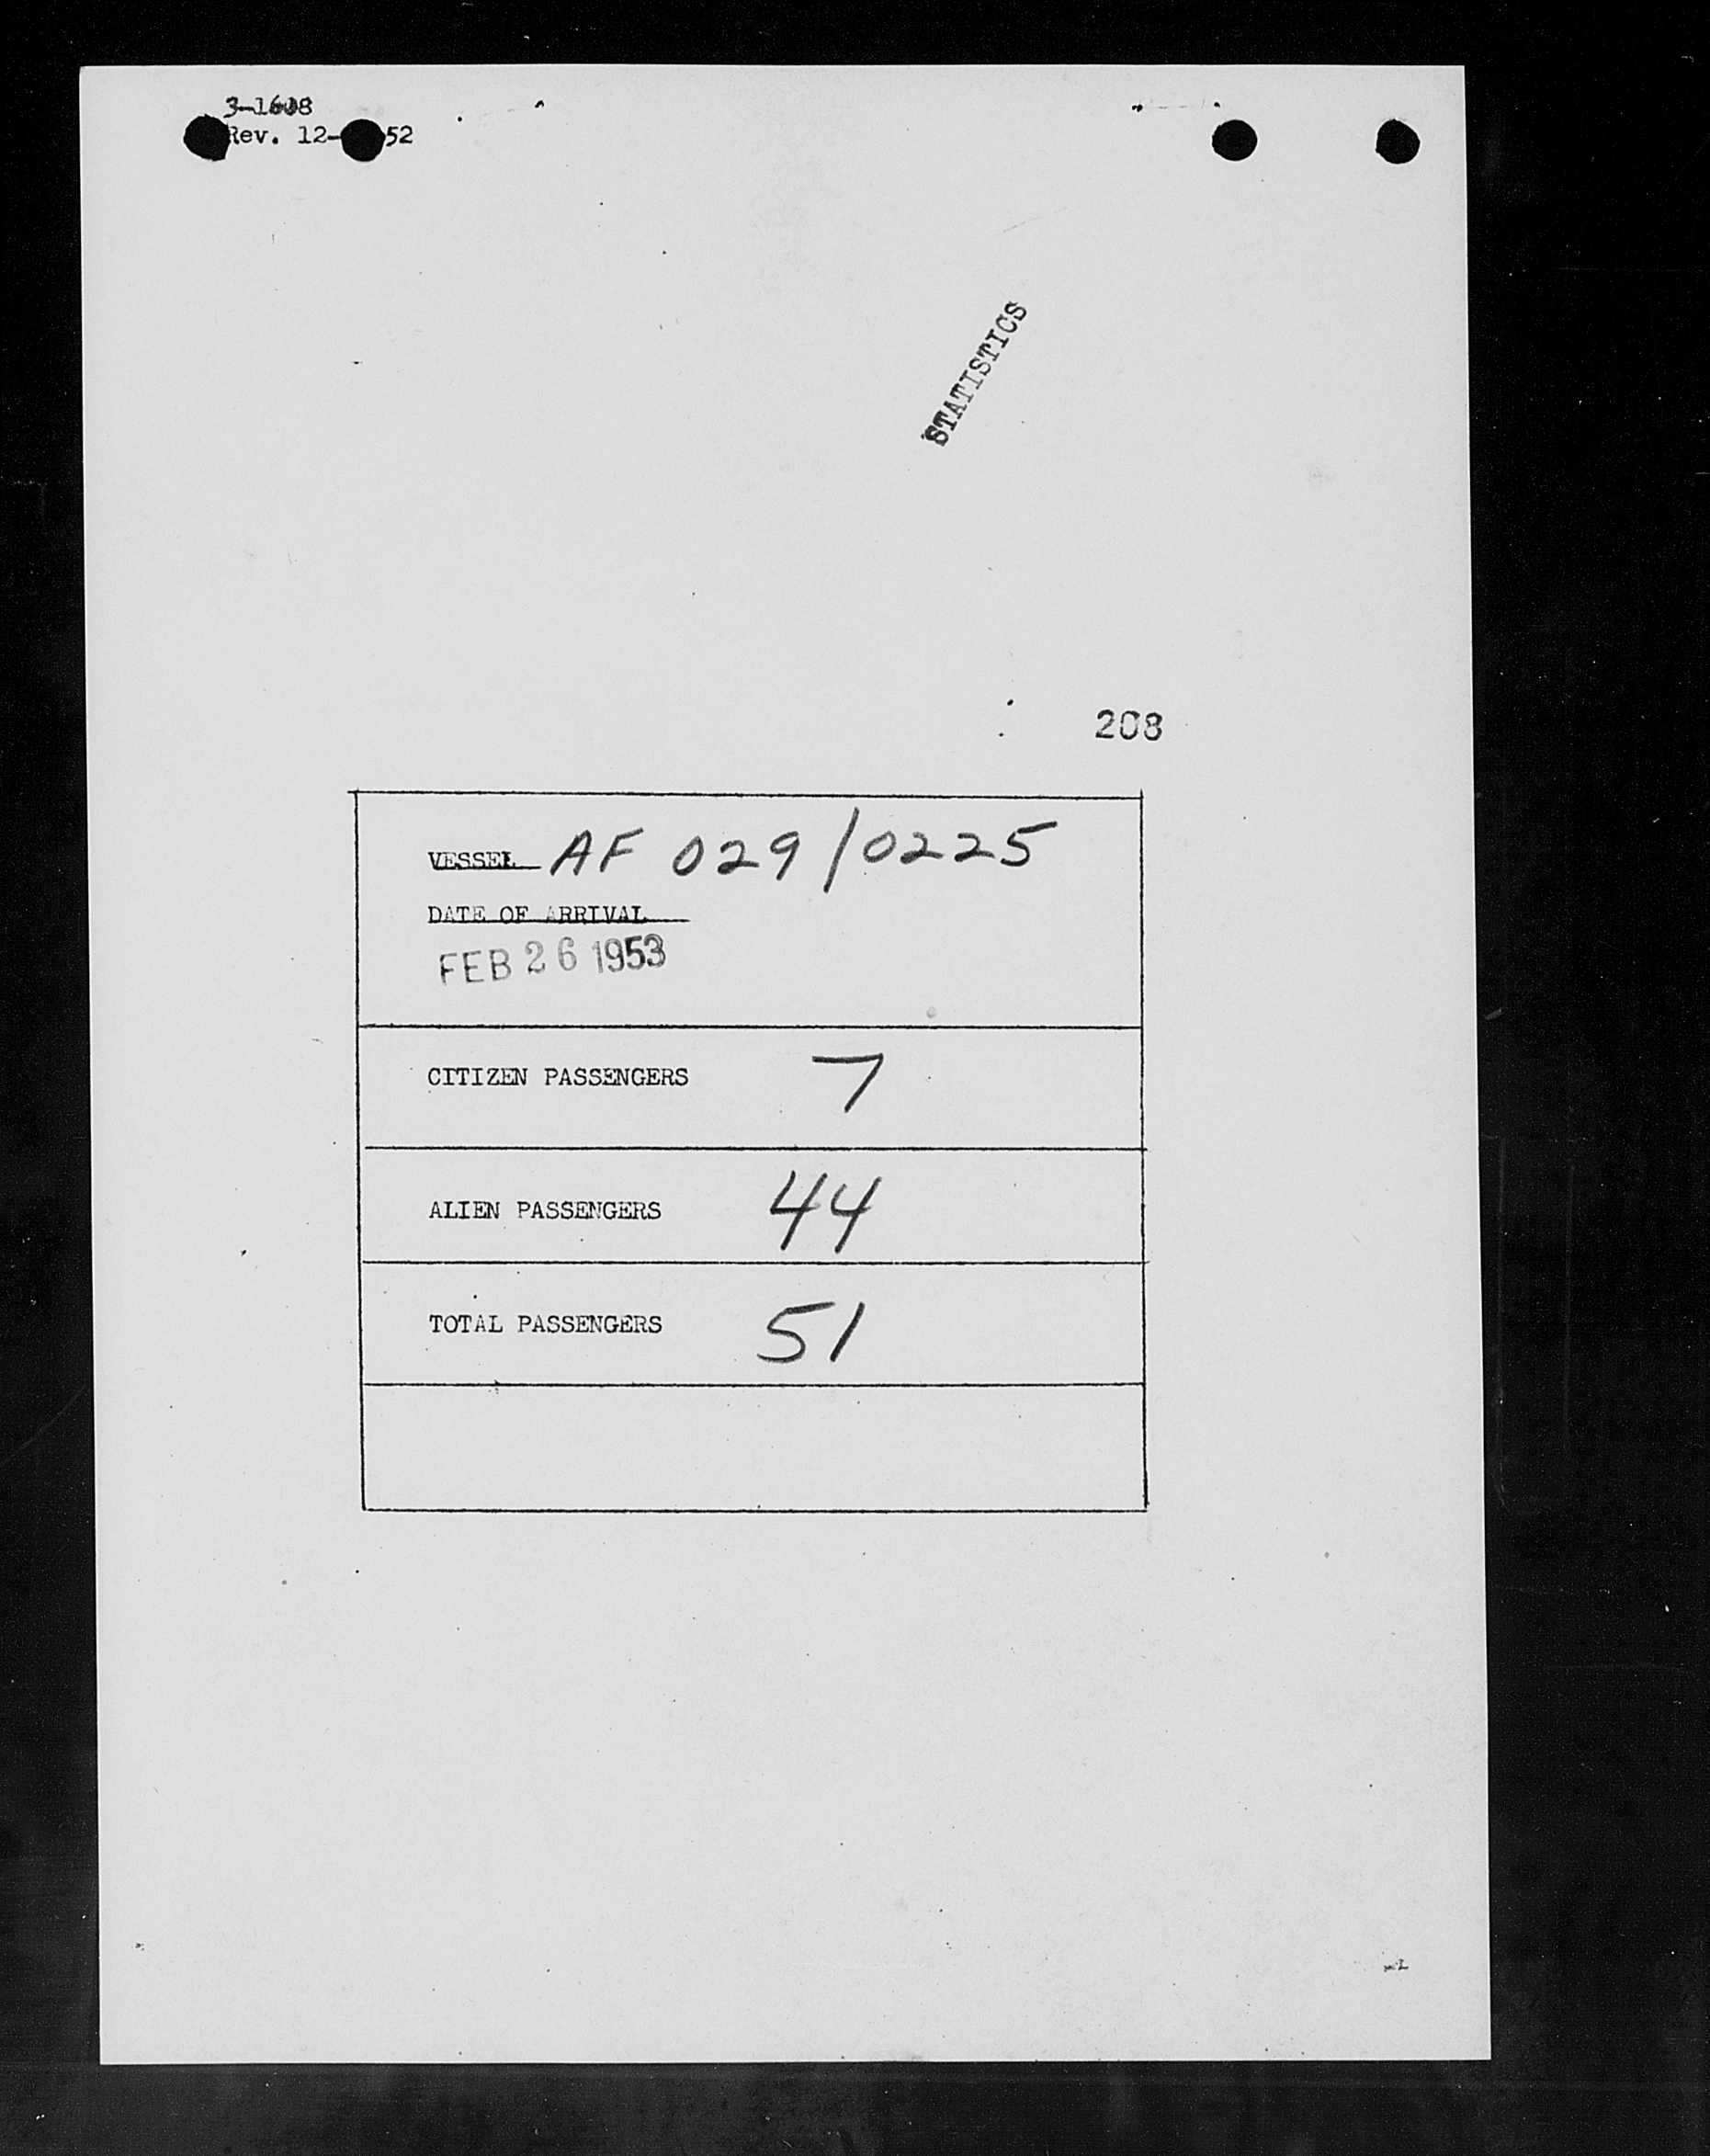 3-1608
Rev. 12- 52
STATISTICS
208
VESSEL AF 029/0225
DATE OF ARRIVAL
FEB 26 1953
CITIZEN PASSENGERS 7
ALIEN PASSENGERS 44
TOTAL PASSENGERS 51